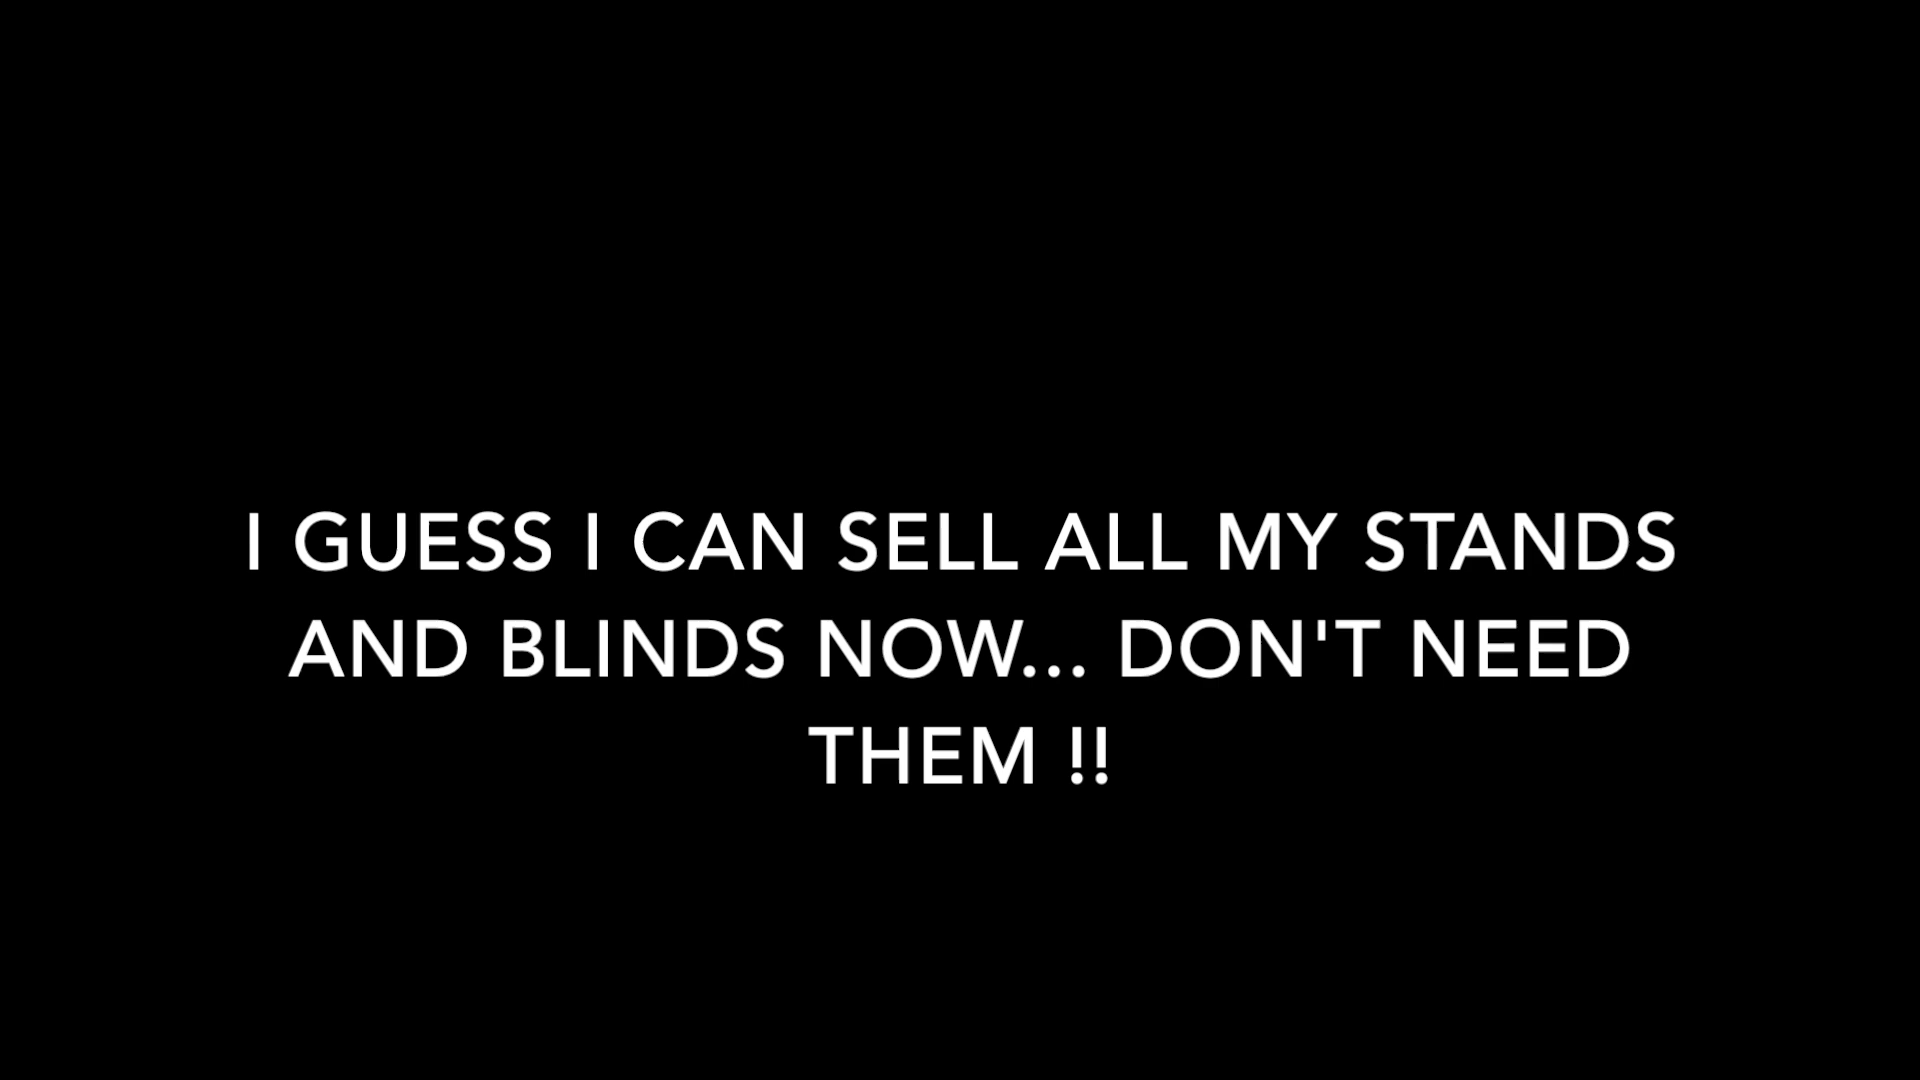 I GUESS I CAN SELL ALL MY STANDS
AND BLINDS NOW... DON'T NEED
THEM !!